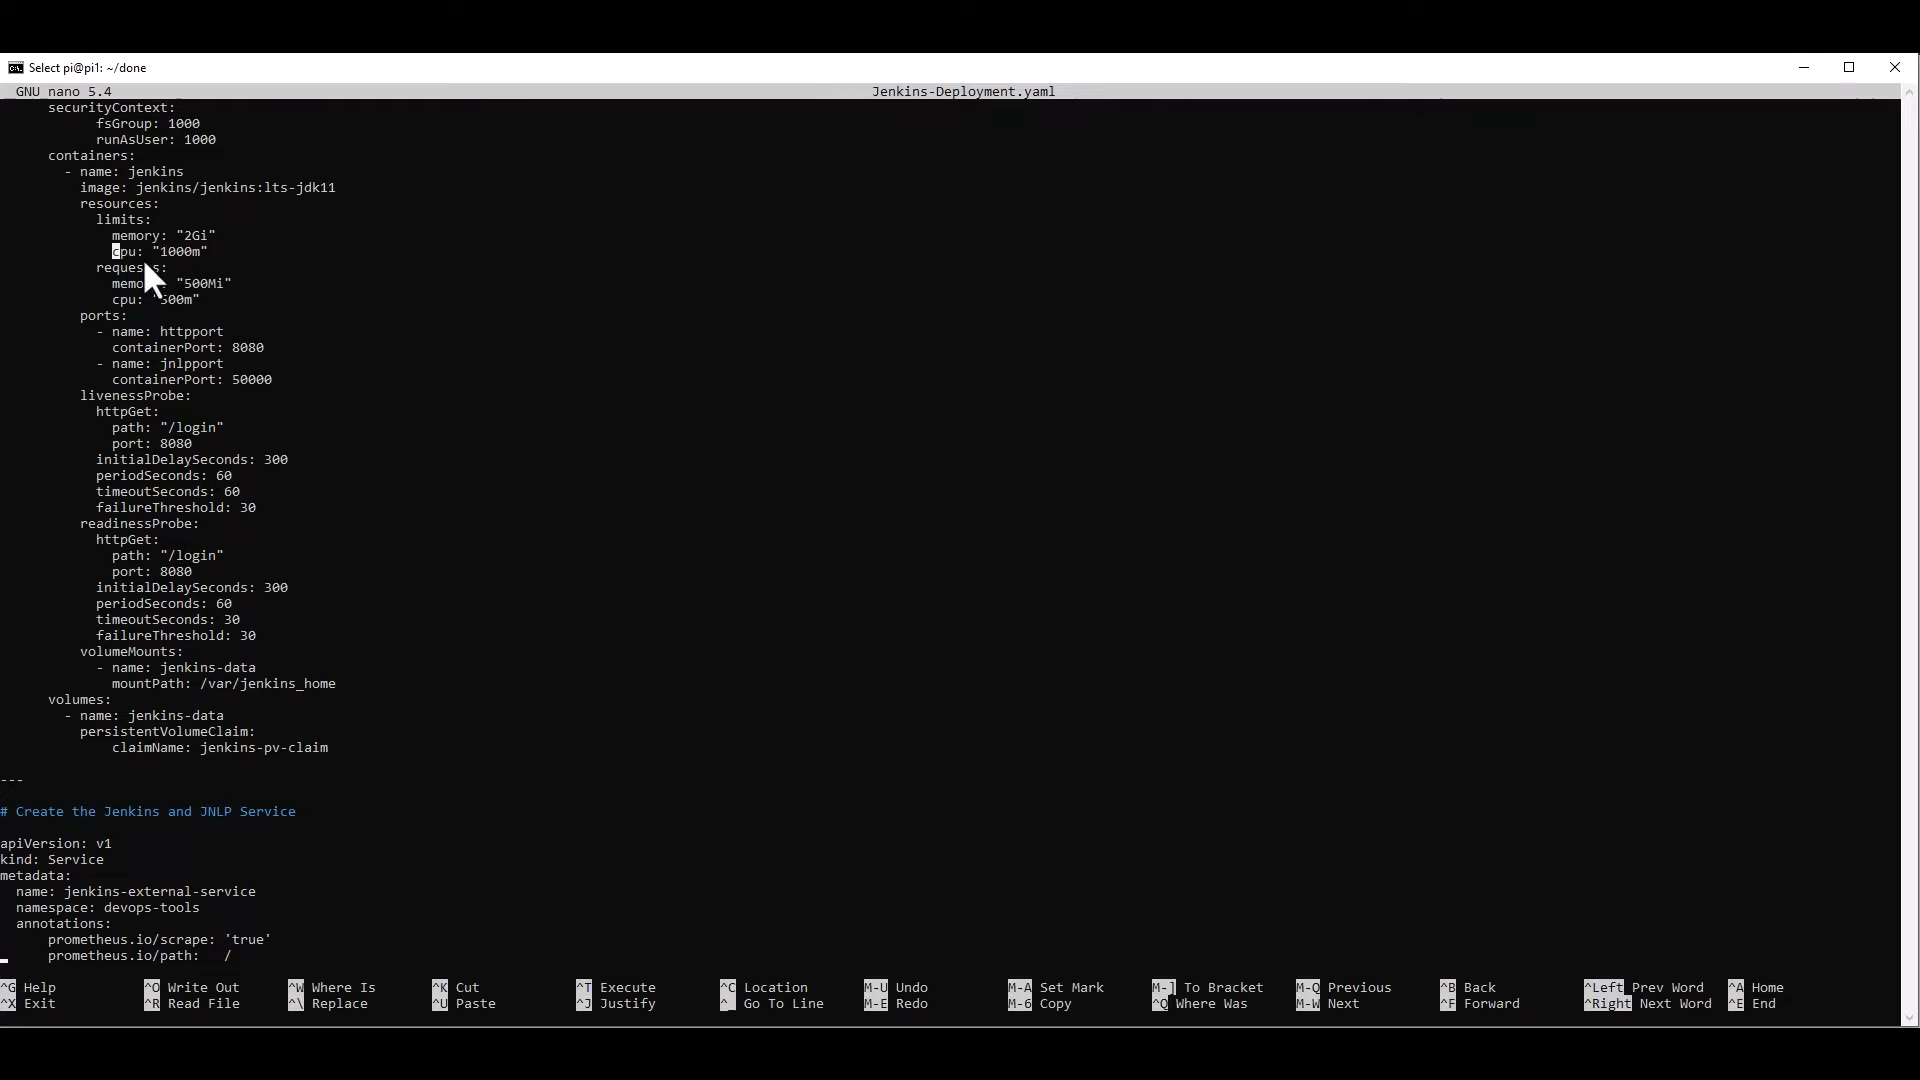 Select pi@pi1: ~/done
GNU nano 5.4 Jenkins-Deployment.yaml
securityContext:
fsGroup: 1000
runAsUser: 1000
containers:
- name: jenkins
image: jenkins/jenkins:lts-jdk11
resources:
limits:
memory: "2Gi"
cpu: "1000m"
requests:
"500Mi"
cpu: "500m"
ports:
- name: httpport
containerPort: 8080
- name: jnlpport
containerPort: 50000
livenessProbe:
httpGet:
path: "/login"
port: 8080
initialDelaySeconds: 300
periodSeconds: 60
timeoutSeconds: 60
failureThreshold: 30
readinessProbe:
httpGet:
path: "/login"
port: 8080
initialDelaySeconds: 300
periodSeconds: 60
timeoutSeconds: 30
failureThreshold: 30
volumeMounts:
- name: jenkins-data
mountPath: /var/jenkins_home
volumes:
- name: jenkins-data
persistentVolumeClaim:
claimName: jenkins-pv-claim
---
# Create the Jenkins and JNLP Service
apiVersion: v1
kind: Service
metadata:
name: jenkins-external-service
namespace: devops-tools
annotations:
prometheus.io/scrape: 'true'
prometheus.io/path: /
^G Help ^O Write Out ^W Where Is ^K Cut ^T Execute ^C Location M-U Undo M-A Set Mark M-] To Bracket M-Q Previous ^B Back ^Left Prev Word ^A Home
^X Exit ^R Read File ^\ Replace ^U Paste ^J Justify ^_ Go To Line M-E Redo M-6 Copy ^Q Where Was M-W Next ^F Forward ^Right Next Word ^E End